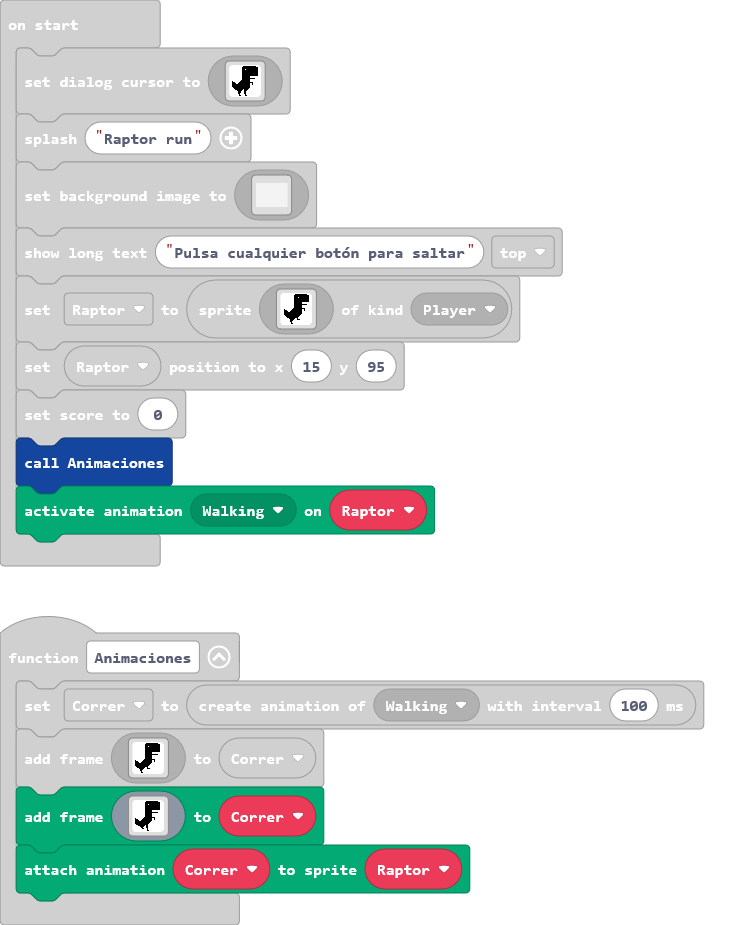 on start
set dialog cursor to
splash "Raptor run"
set background image to
show long text "Pulsa cualquier botón para saltar" top
set Raptor to sprite of kind Player
set Raptor position to x 15 y 95
set score to 0
call Animaciones
activate animation Walking on Raptor
function Animaciones
set Correr to create animation of Walking with interval 100 ms
add frame to Correr
add frame to Correr
attach animation Correr to sprite Raptor